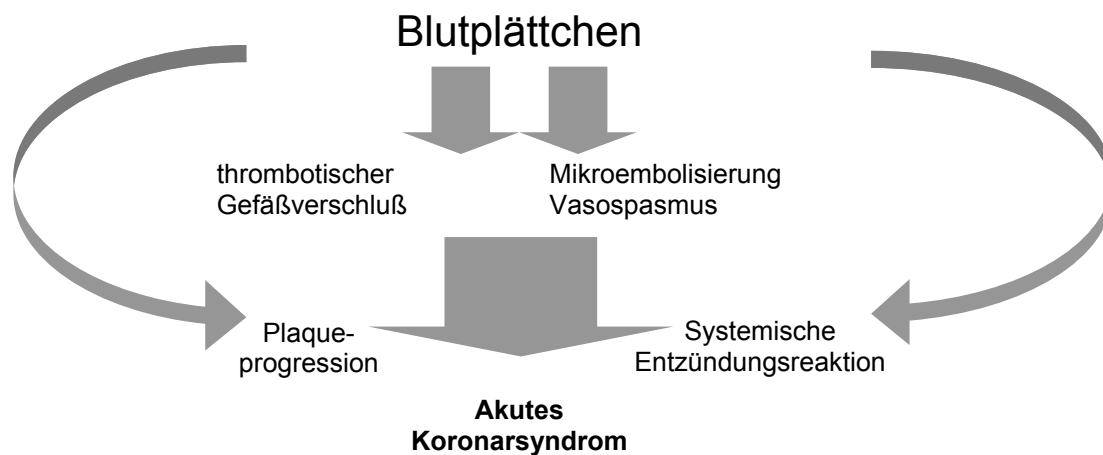 Blutplättchen
thrombotischer
Gefäßverschluß
Mikroembolisierung
Vasospasmus
Plaque-
progression
Systemische
Entzündungsreaktion
Akutes
Koronarsyndrom